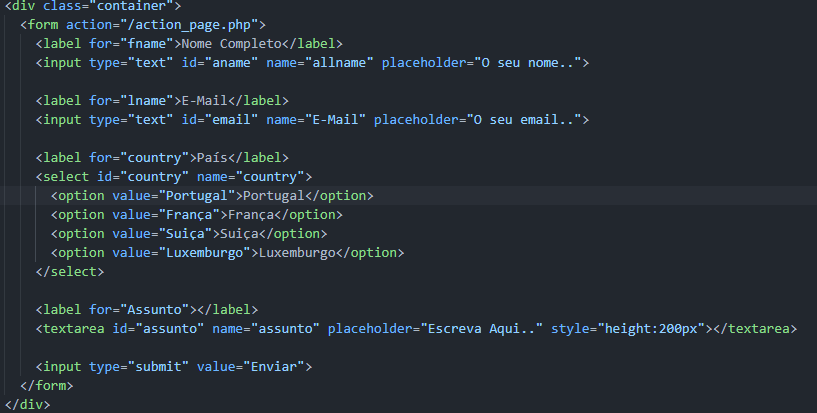 <div class="container">
<form action="/action_page.php">
<label for="fname">Nome Completo</label>
<input type="text" id="aname" name="allname" placeholder="O seu nome..">
<label for="lname">E-Mail</label>
<input type="text" id="email" name="E-Mail" placeholder="O seu email..">
<label for="country">País</label>
<select id="country" name="country">
<option value="Portugal">Portugal</option>
<option value="França">França</option>
<option value="Suiça">Suiça</option>
<option value="Luxemburgo">Luxemburgo</option>
</select>
<label for="Assunto"></label>
<textarea id="assunto" name="assunto" placeholder="Escreva Aqui.." style="height:200px"></textarea>
<input type="submit" value="Enviar">
</form>
</div>